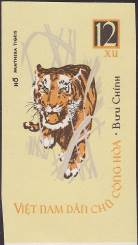 12
XU
HỔ PANTHERA TIGRIS
BƯU CHÍNH
VIỆT NAM DÂN CHỦ CỘNG HÒA